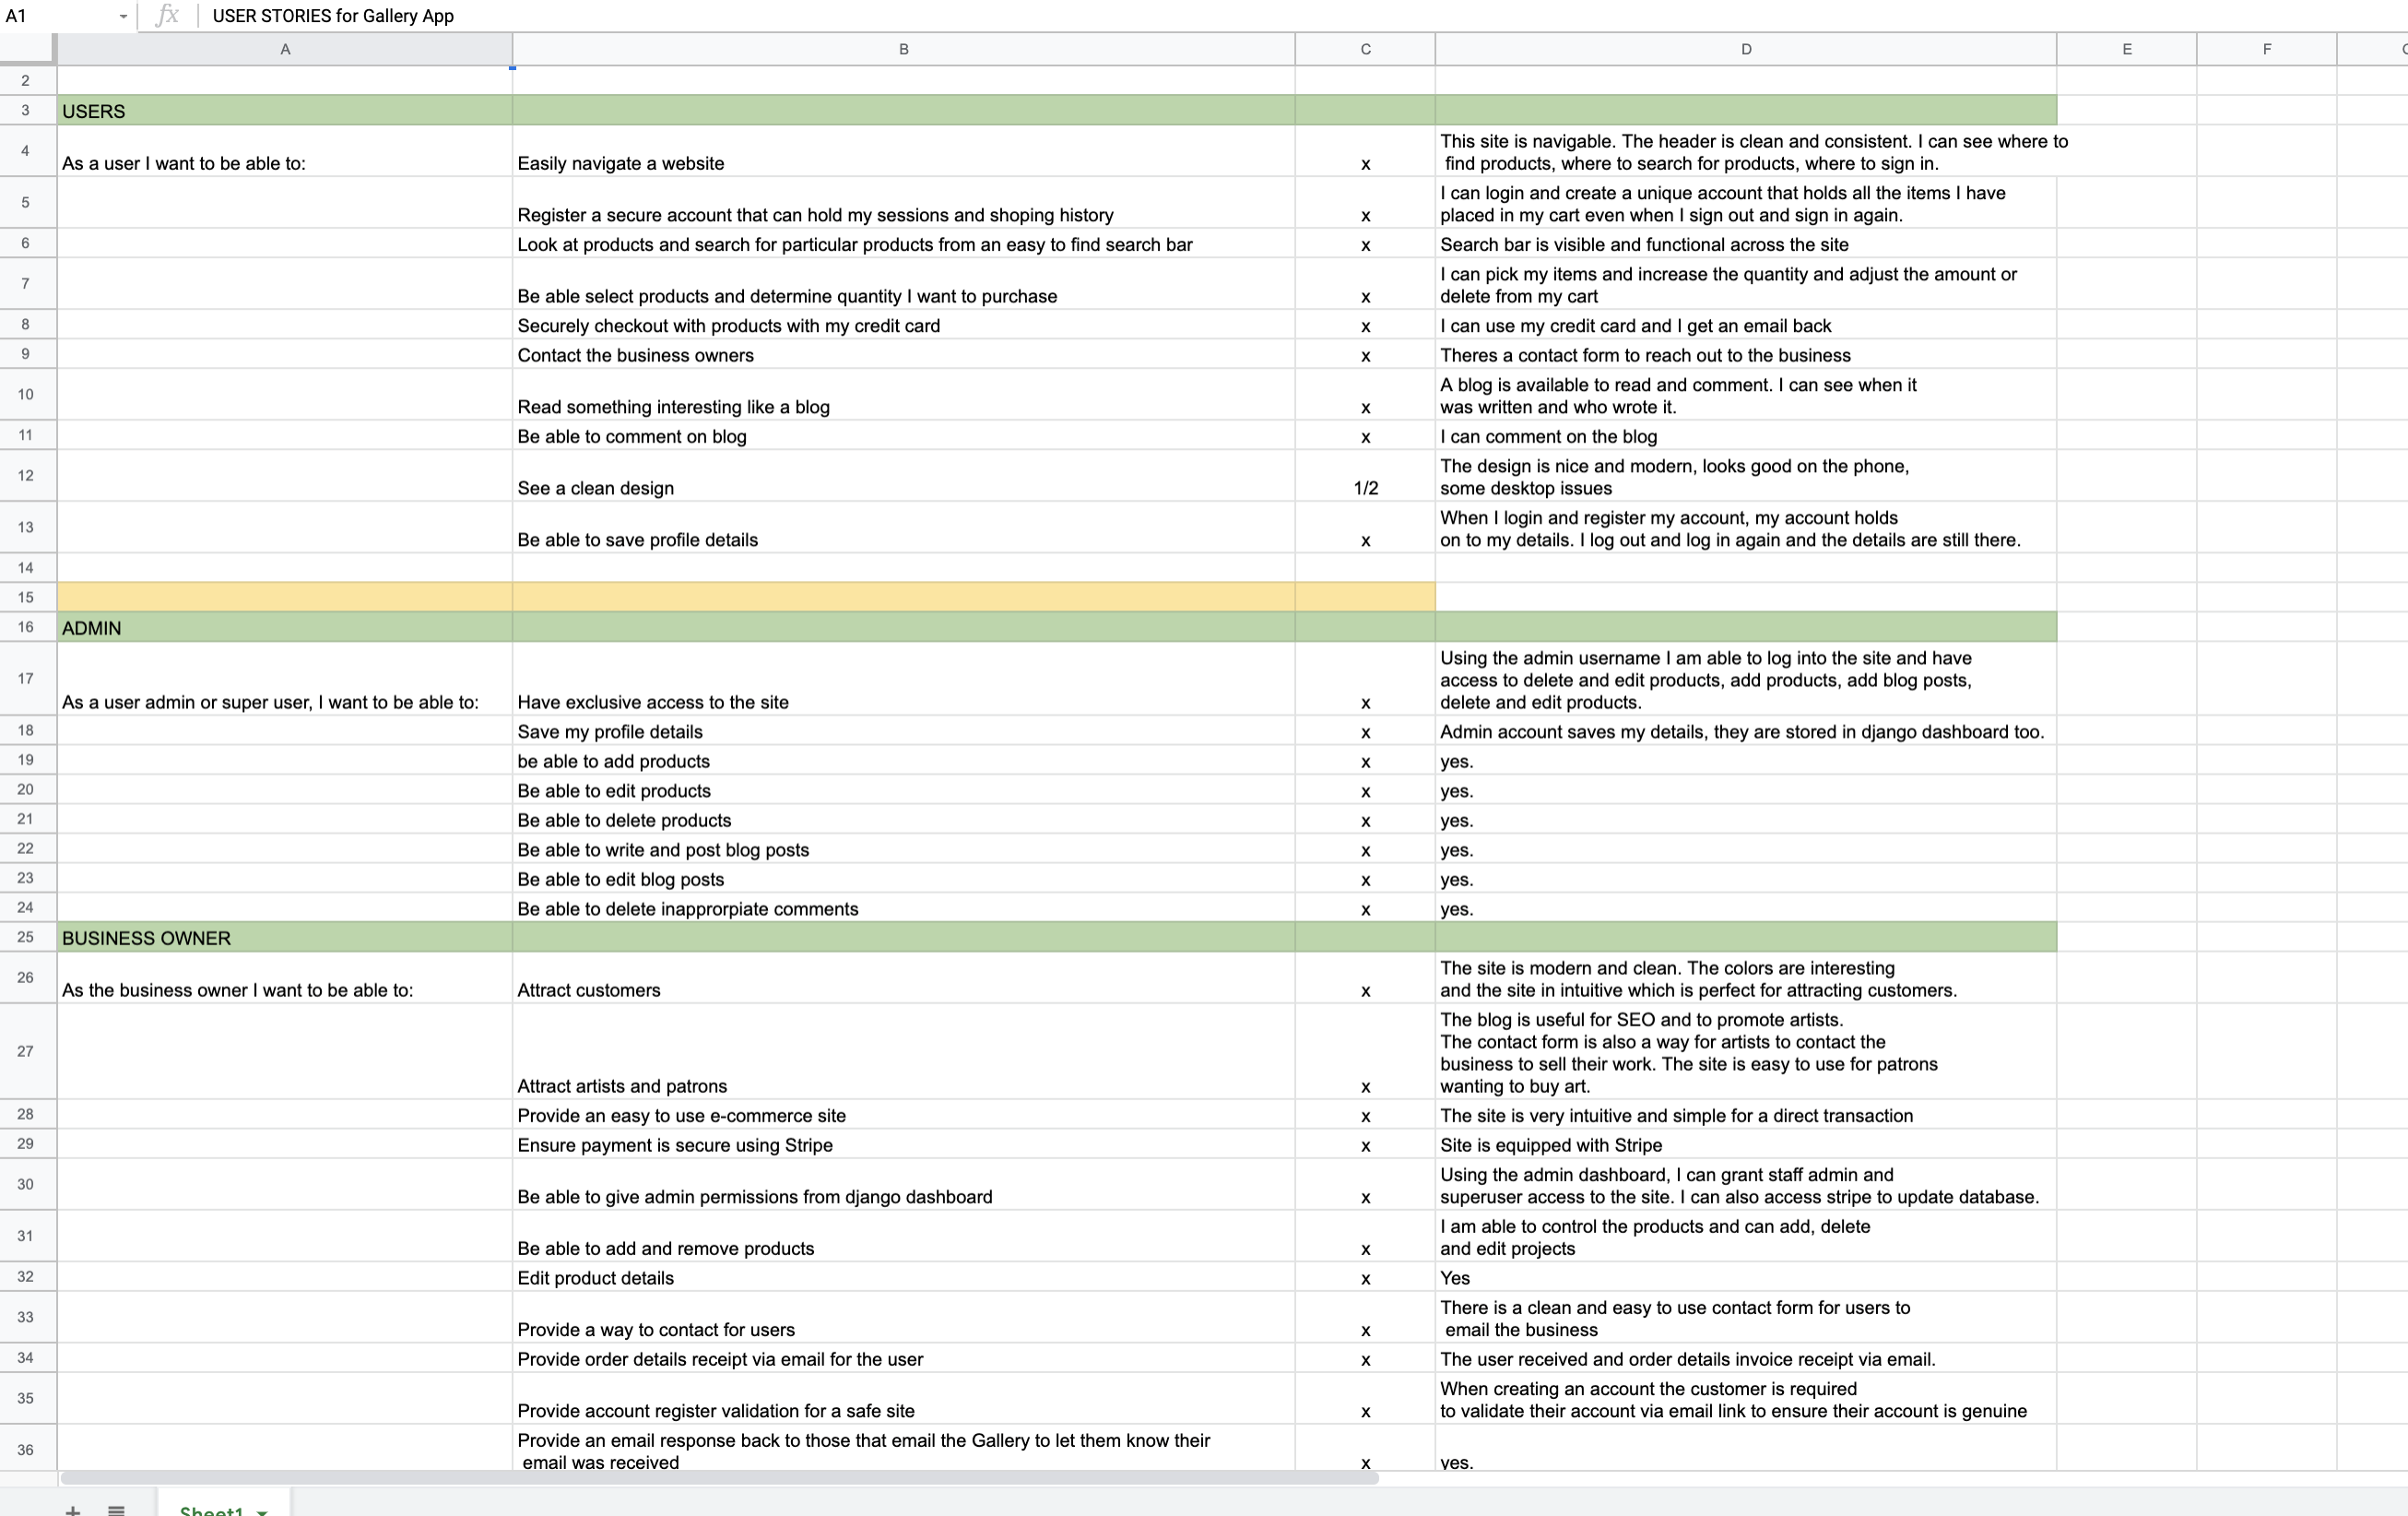 A1 fx USER STORIES for Gallery App
A B C D E F
2
3 USERS
4 As a user I want to be able to: Easily navigate a website x This site is navigable. The header is clean and consistent. I can see where to
find products, where to search for products, where to sign in.
5 Register a secure account that can hold my sessions and shoping history x I can login and create a unique account that holds all the items I have
placed in my cart even when I sign out and sign in again.
6 Look at products and search for particular products from an easy to find search bar x Search bar is visible and functional across the site
7 Be able select products and determine quantity I want to purchase x I can pick my items and increase the quantity and adjust the amount or
delete from my cart
8 Securely checkout with products with my credit card x I can use my credit card and I get an email back
9 Contact the business owners x Theres a contact form to reach out to the business
10 Read something interesting like a blog x A blog is available to read and comment. I can see when it
was written and who wrote it.
11 Be able to comment on blog x I can comment on the blog
12 See a clean design 1/2 The design is nice and modern, looks good on the phone,
some desktop issues
13 Be able to save profile details x When I login and register my account, my account holds
on to my details. I log out and log in again and the details are still there.
14
15
16 ADMIN
17 As a user admin or super user, I want to be able to: Have exclusive access to the site x Using the admin username I am able to log into the site and have
access to delete and edit products, add products, add blog posts,
delete and edit products.
18 Save my profile details x Admin account saves my details, they are stored in django dashboard too.
19 be able to add products x yes.
20 Be able to edit products x yes.
21 Be able to delete products x yes.
22 Be able to write and post blog posts x yes.
23 Be able to edit blog posts x yes.
24 Be able to delete inapprorpiate comments x yes.
25 BUSINESS OWNER
26 As the business owner I want to be able to: Attract customers x The site is modern and clean. The colors are interesting
and the site in intuitive which is perfect for attracting customers.
27 Attract artists and patrons x The blog is useful for SEO and to promote artists.
The contact form is also a way for artists to contact the
business to sell their work. The site is easy to use for patrons
wanting to buy art.
28 Provide an easy to use e-commerce site x The site is very intuitive and simple for a direct transaction
29 Ensure payment is secure using Stripe x Site is equipped with Stripe
30 Be able to give admin permissions from django dashboard x Using the admin dashboard, I can grant staff admin and
superuser access to the site. I can also access stripe to update database.
31 Be able to add and remove products x I am able to control the products and can add, delete
and edit projects
32 Edit product details x Yes
33 Provide a way to contact for users x There is a clean and easy to use contact form for users to
email the business
34 Provide order details receipt via email for the user x The user received and order details invoice receipt via email.
35 Provide account register validation for a safe site x When creating an account the customer is required
to validate their account via email link to ensure their account is genuine
36 Provide an email response back to those that email the Gallery to let them know their
email was received x yes.
Sheet1